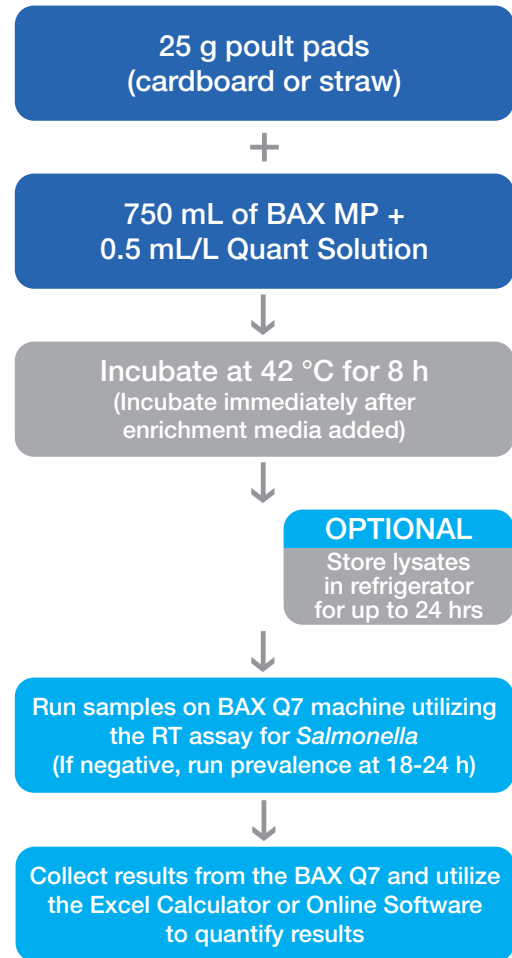 25 g poult pads
(cardboard or straw)
+
750 mL of BAX MP +
0.5 mL/L Quant Solution
Incubate at 42 °C for 8 h
(Incubate immediately after
enrichment media added)
OPTIONAL
Store lysates
in refrigerator
for up to 24 hrs
Run samples on BAX Q7 machine utilizing
the RT assay for Salmonella
(If negative, run prevalence at 18-24 h)
Collect results from the BAX Q7 and utilize
the Excel Calculator or Online Software
to quantify results